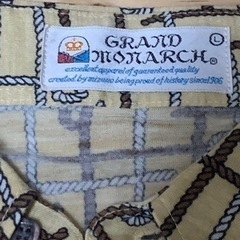 GRAND
MONARCH®
L
excellent apparel of guaranteed quality
created by mizuno being proud of history since 1906